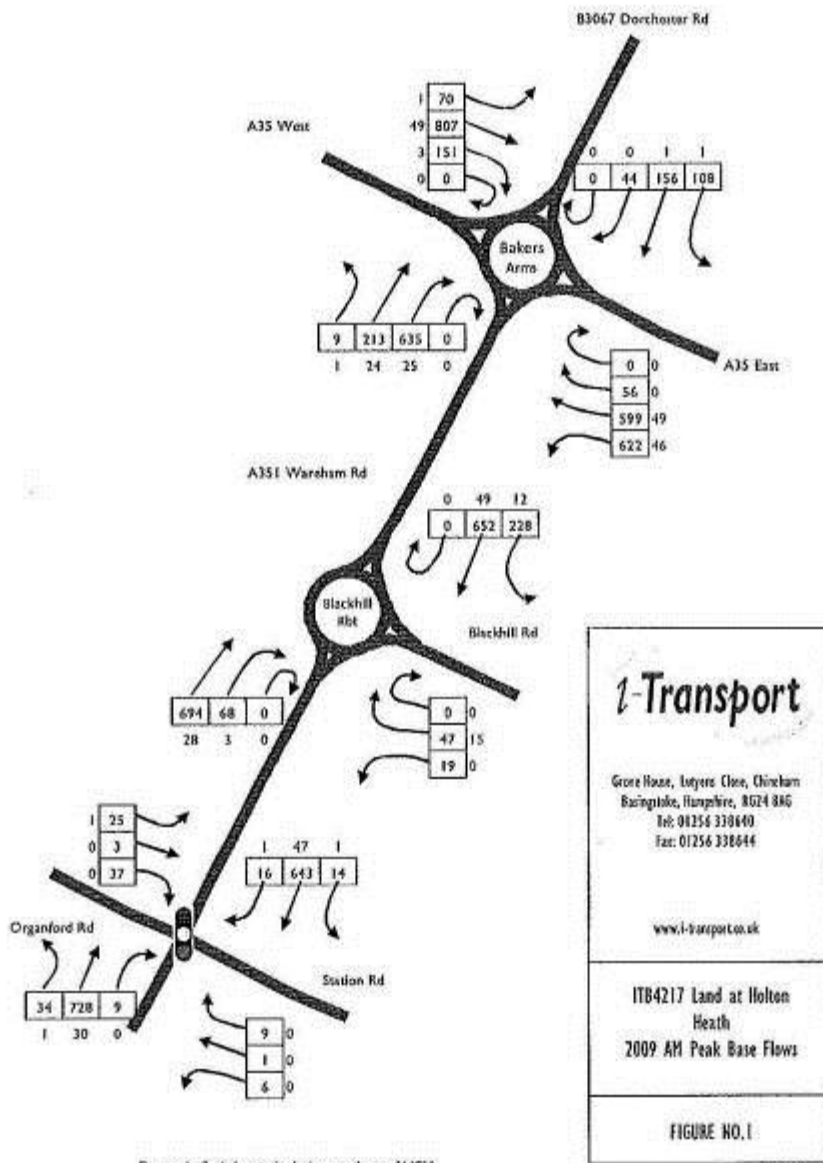 B3067 Dorchester Rd
1 70
49 807
3 151
0 0
A35 West
0 0 1 1
0 44 156 108
Bakers
Arms
9 213 635 0
1 24 25 0
A35 East
0 0
56 0
599 49
622 46
A351 Wareham Rd
0 49 12
0 652 228
Blackhill
Rbt
Blackhill Rd
694 68 0
28 3 0
0 0
47 15
19 0
1 25
0 3
0 37
1 47 1
16 643 14
Organford Rd
Station Rd
34 728 9
1 30 0
9 0
1 0
6 0
i-Transport
Grove House, Lutyens Close, Chineham
Basingstoke, Hampshire, RG24 8AG
Tel: 01256 338640
Fax: 01256 338644
www.i-transport.co.uk
ITB4217 Land at Holton
Heath
2009 AM Peak Base Flows
FIGURE NO.1